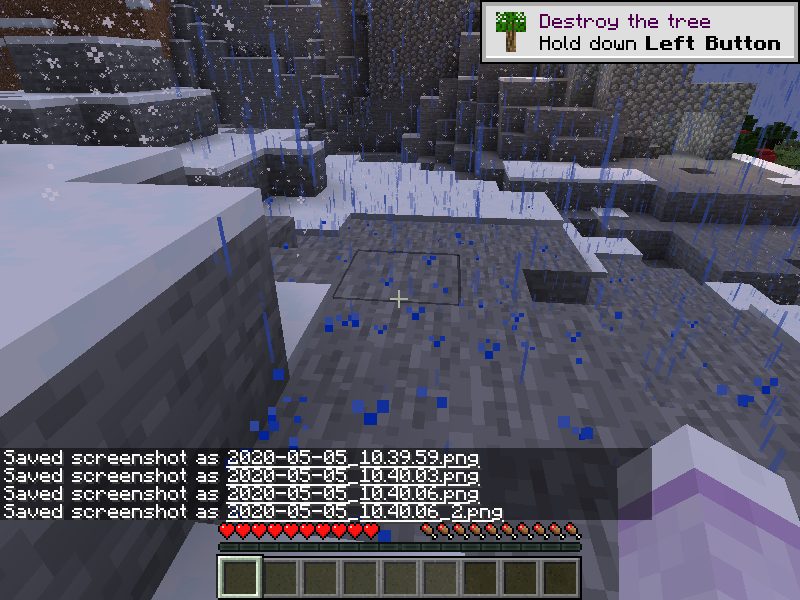 Destroy the tree
Hold down Left Button
Saved screenshot as 2020-05-05_10.39.59.png
Saved screenshot as 2020-05-05_10.40.03.png
Saved screenshot as 2020-05-05_10.40.06.png
Saved screenshot as 2020-05-05_10.40.06_2.png